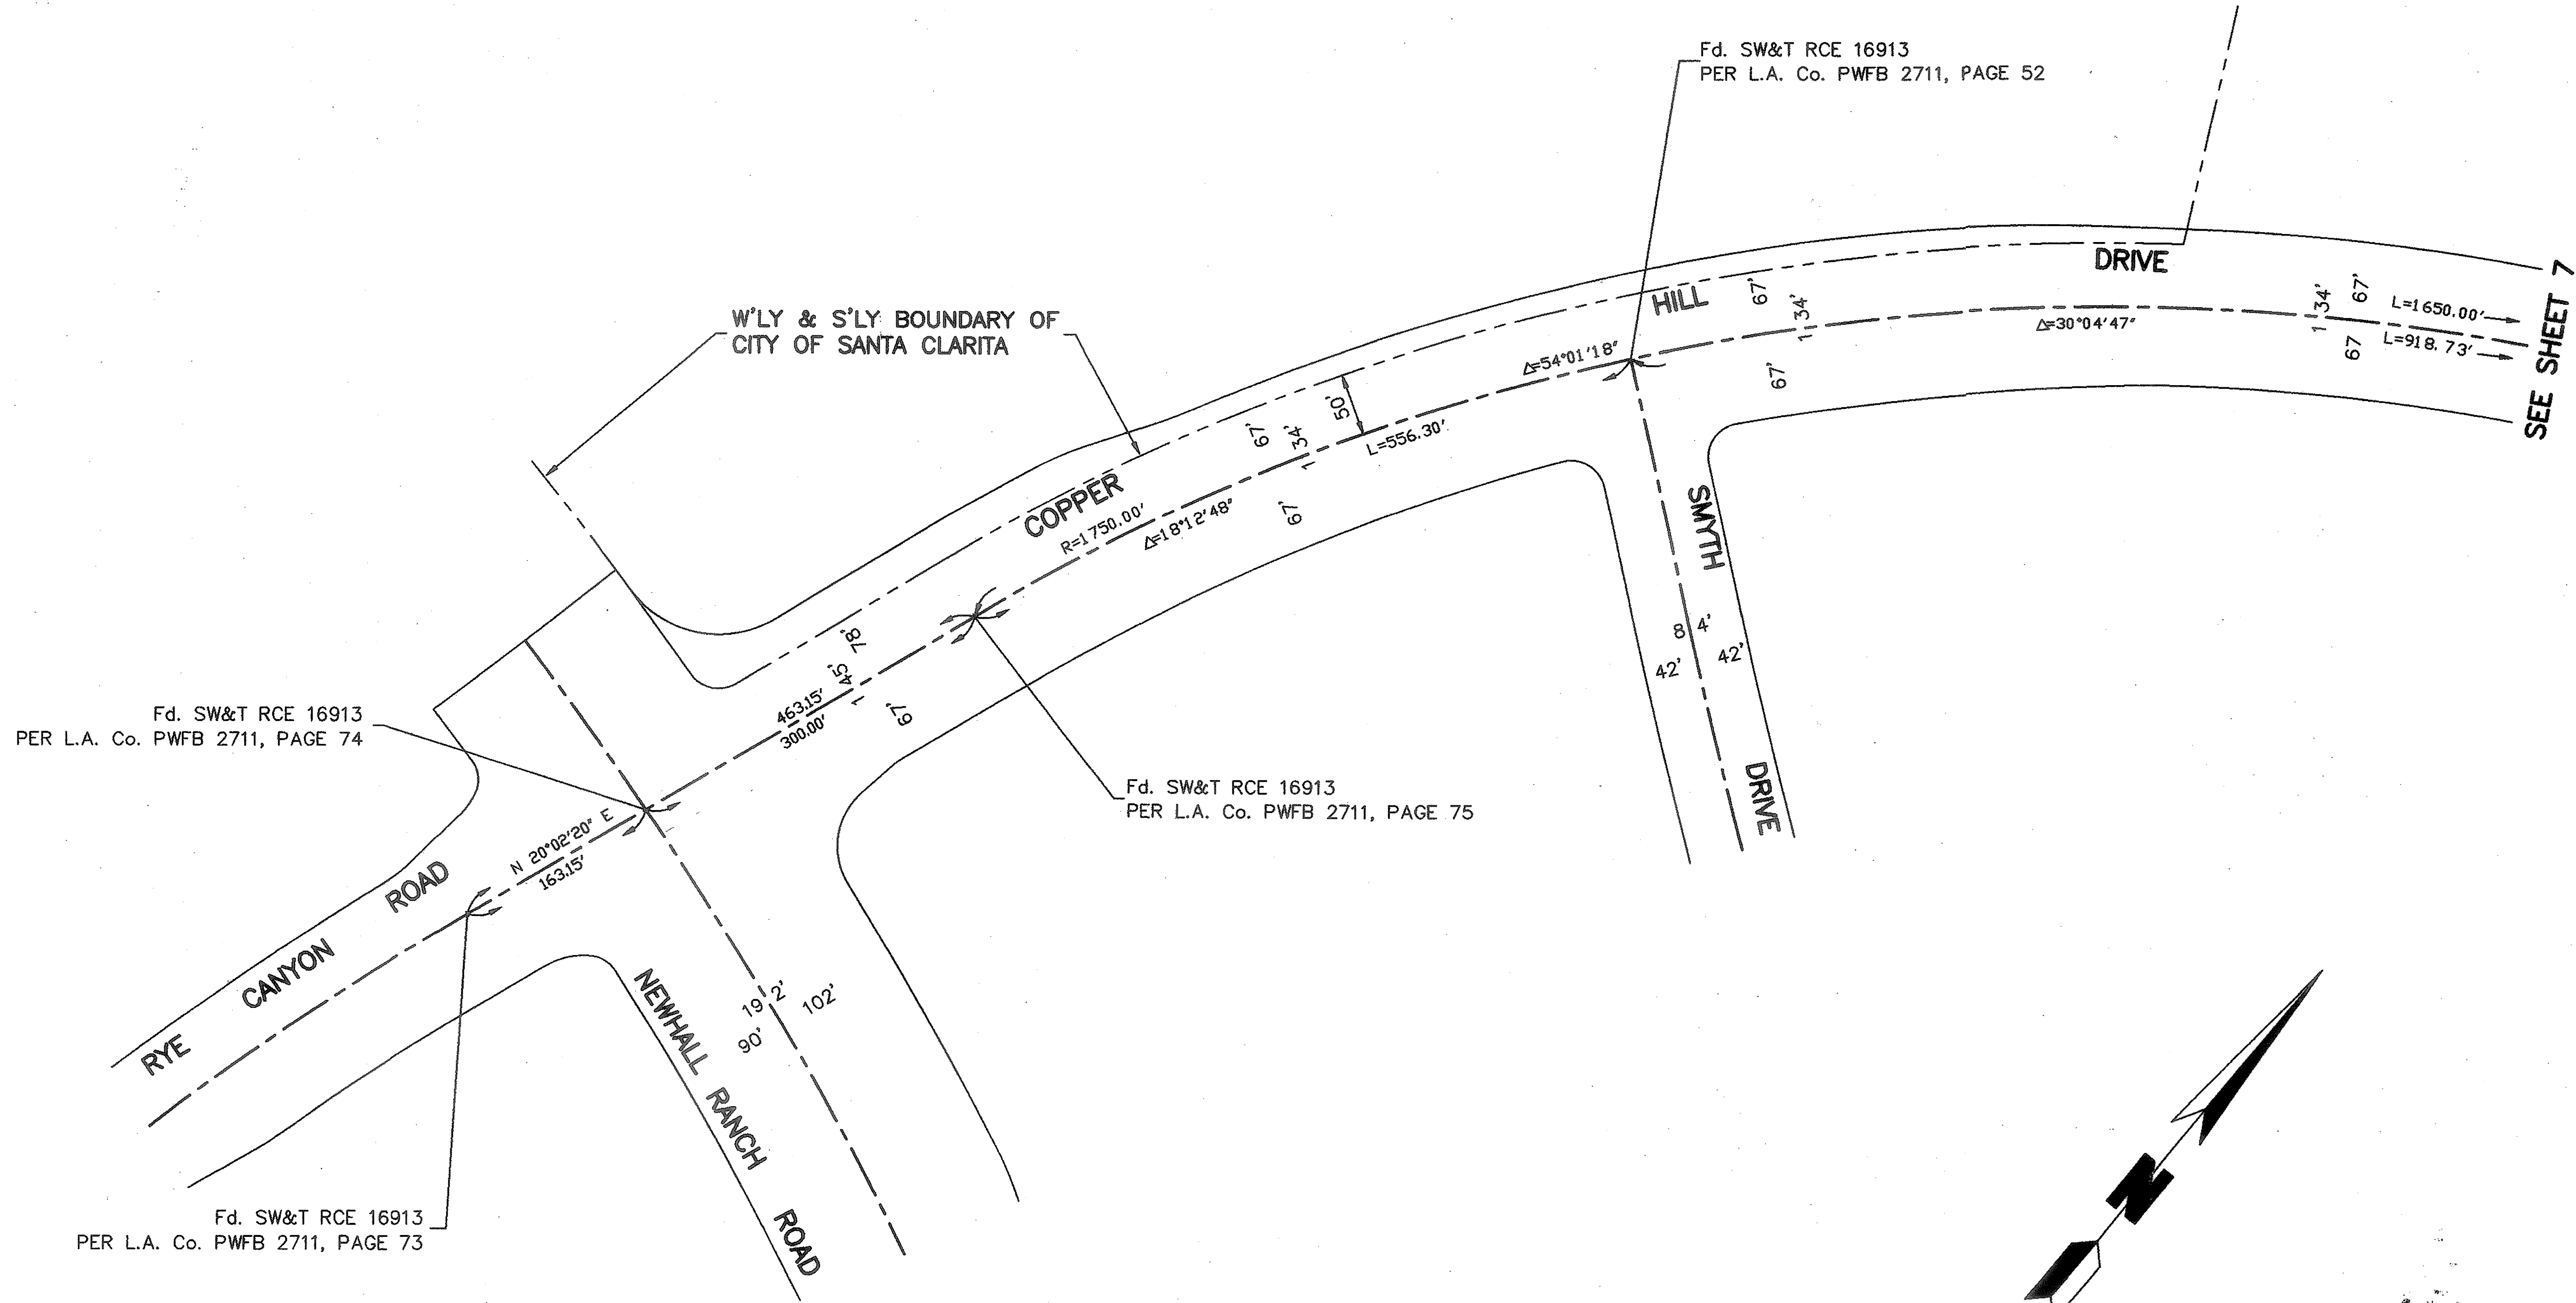 Fd. SW&T RCE 16913
PER L.A. Co. PWFB 2711, PAGE 52
W'LY & S'LY BOUNDARY OF
CITY OF SANTA CLARITA
COPPER
HILL
DRIVE
67'
1 34'
67'
Δ=30°04'47"
1 34'
67'
67
L=1650.00'
L=918.73'
SEE SHEET 7
Δ=54°01'18"
50'
L=556.30'
67'
1 34'
67'
R=1750.00'
Δ=18°12'48"
SMYTH
DRIVE
8 4'
42'
42'
78'
1 45'
67'
463.15'
300.00'
Fd. SW&T RCE 16913
PER L.A. Co. PWFB 2711, PAGE 74
Fd. SW&T RCE 16913
PER L.A. Co. PWFB 2711, PAGE 75
N 20°02'20" E
163.15'
RYE
CANYON
ROAD
NEWHALL RANCH ROAD
19 2'
102'
90'
Fd. SW&T RCE 16913
PER L.A. Co. PWFB 2711, PAGE 73
N